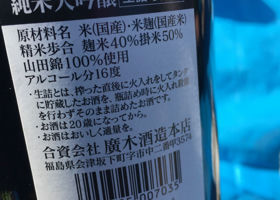 純米大吟醸
原材料名 米(国産)・米麹(国産米)
精米歩合 麹米40%掛米50%
山田錦100%使用
アルコール分16度
・生詰とは、搾った直後に火入れをしてタンク
に貯蔵したお酒を、瓶詰め時に火入れ殺菌
を行わずそのまま詰めたお酒です。
・お酒は20歳になってから。
・お酒はおいしく適量を。
合資会社 廣木酒造本店
福島県会津坂下町字市中二番甲3574
007035